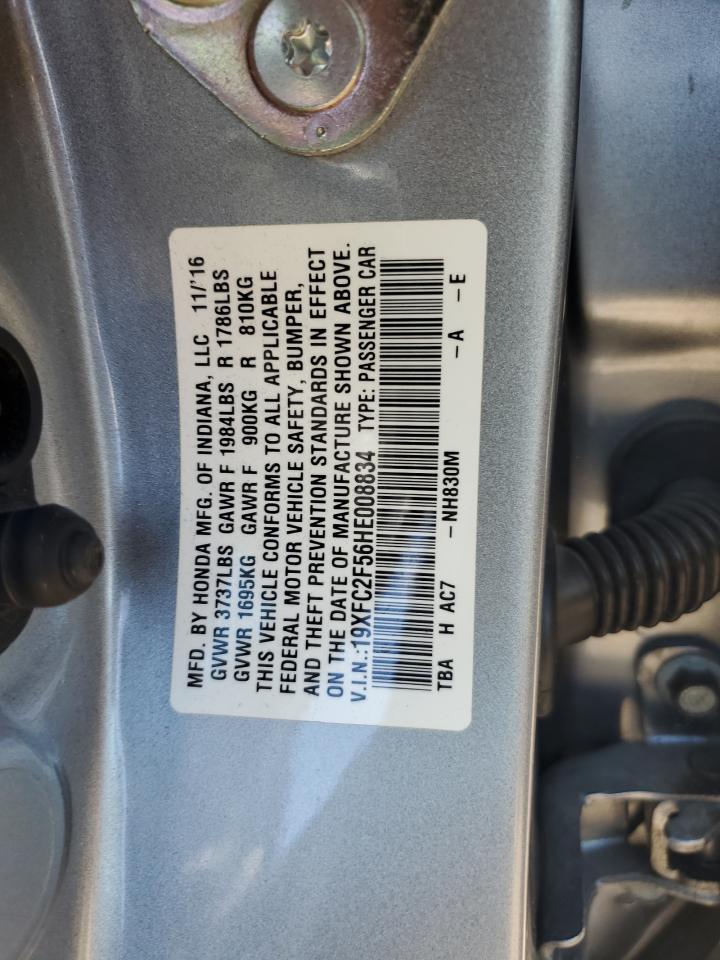 MFD. BY HONDA MFG. OF INDIANA, LLC 11/'16
GVWR 3737LBS GAWR F 1984LBS R 1786LBS
GVWR 1695KG GAWR F 900KG R 810KG
THIS VEHICLE CONFORMS TO ALL APPLICABLE
FEDERAL MOTOR VEHICLE SAFETY, BUMPER,
AND THEFT PREVENTION STANDARDS IN EFFECT
ON THE DATE OF MANUFACTURE SHOWN ABOVE.
V.I.N.:19XFC2F56HE008834 TYPE: PASSENGER CAR
TBA H AC7 -NH830M -A -E